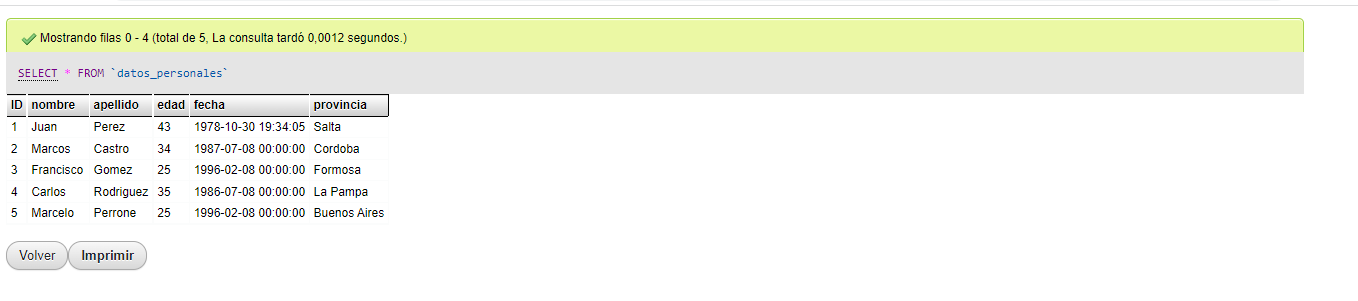 Mostrando filas 0 - 4 (total de 5, La consulta tardó 0,0012 segundos.)
SELECT * FROM `datos_personales`
ID nombre apellido edad fecha provincia
1 Juan Perez 43 1978-10-30 19:34:05 Salta
2 Marcos Castro 34 1987-07-08 00:00:00 Cordoba
3 Francisco Gomez 25 1996-02-08 00:00:00 Formosa
4 Carlos Rodriguez 35 1986-07-08 00:00:00 La Pampa
5 Marcelo Perrone 25 1996-02-08 00:00:00 Buenos Aires
Volver Imprimir